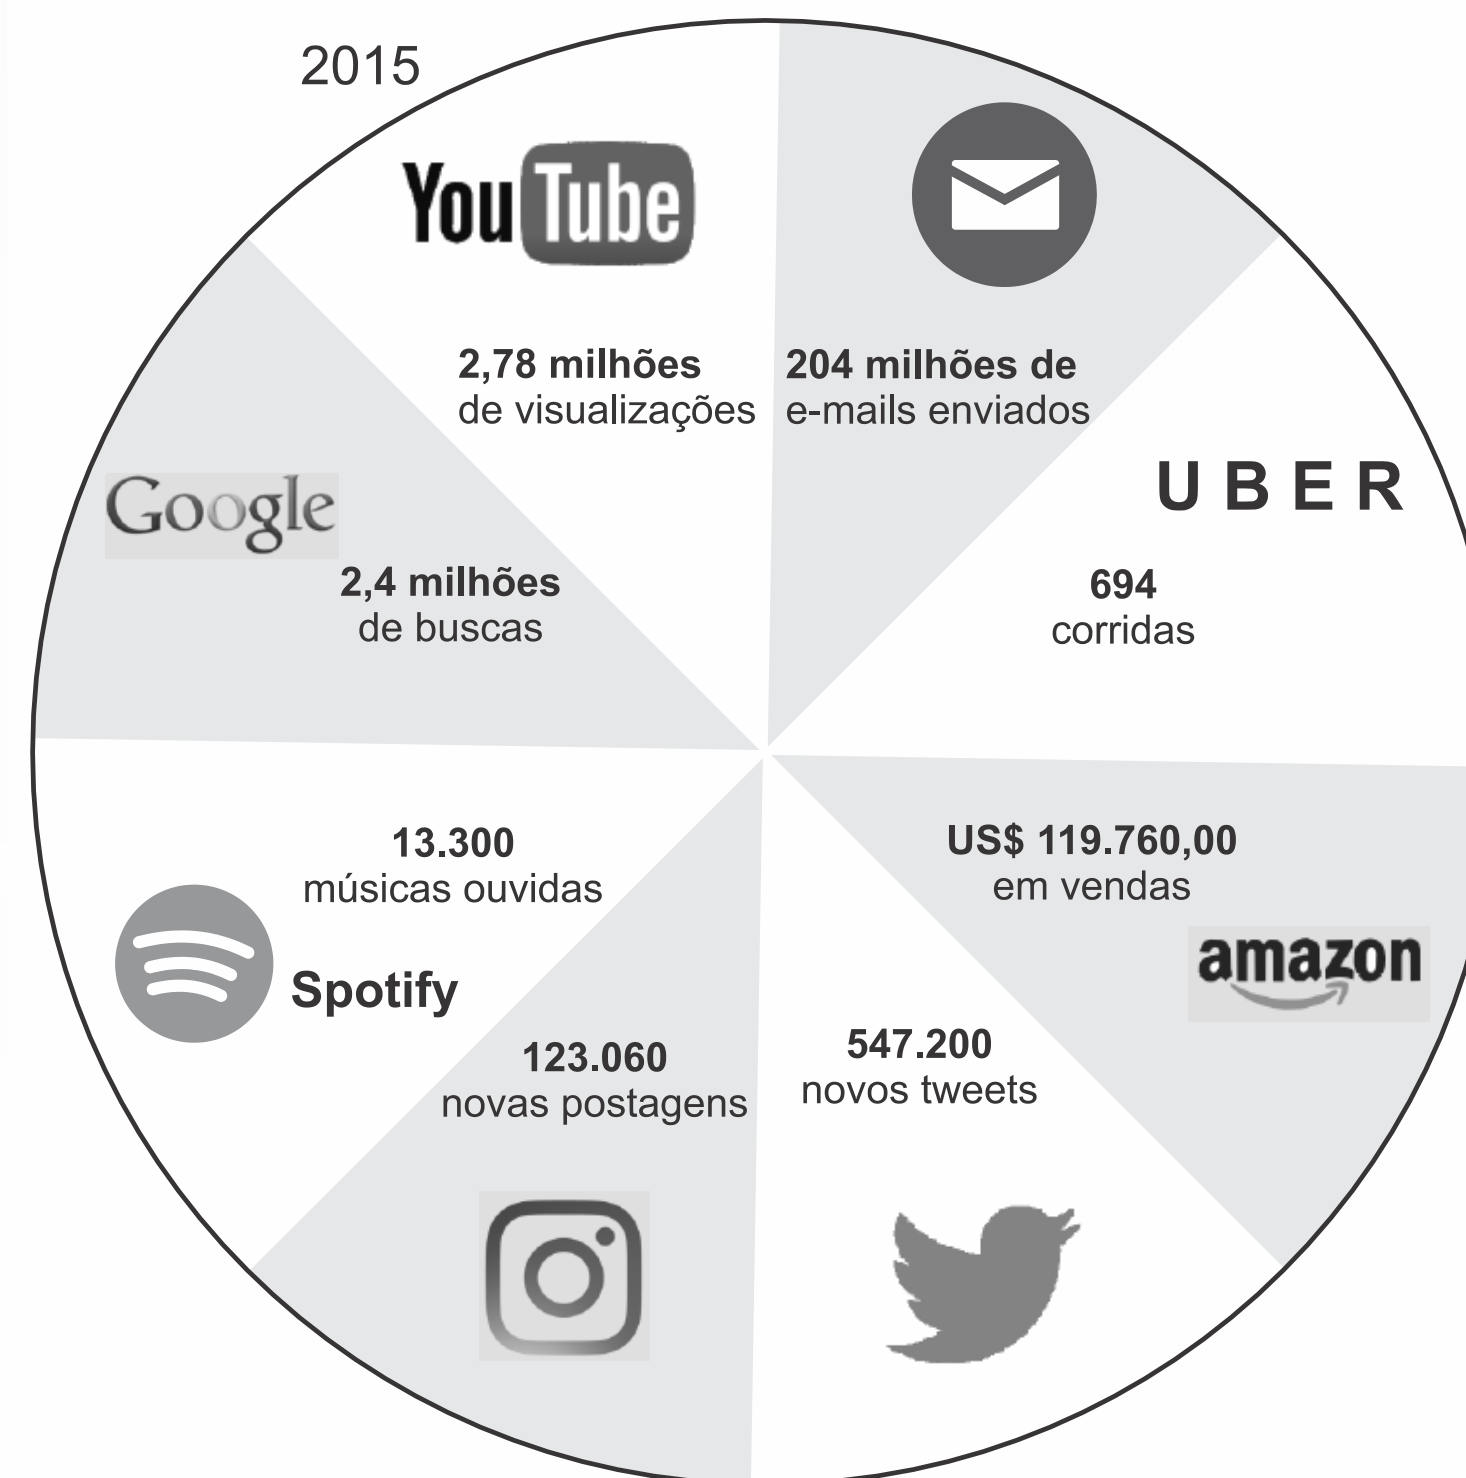 2015
YouTube
2,78 milhões
de visualizações
204 milhões de
e-mails enviados
UBER
694
corridas
Google
2,4 milhões
de buscas
13.300
músicas ouvidas
Spotify
US$ 119.760,00
em vendas
amazon
123.060
novas postagens
547.200
novos tweets